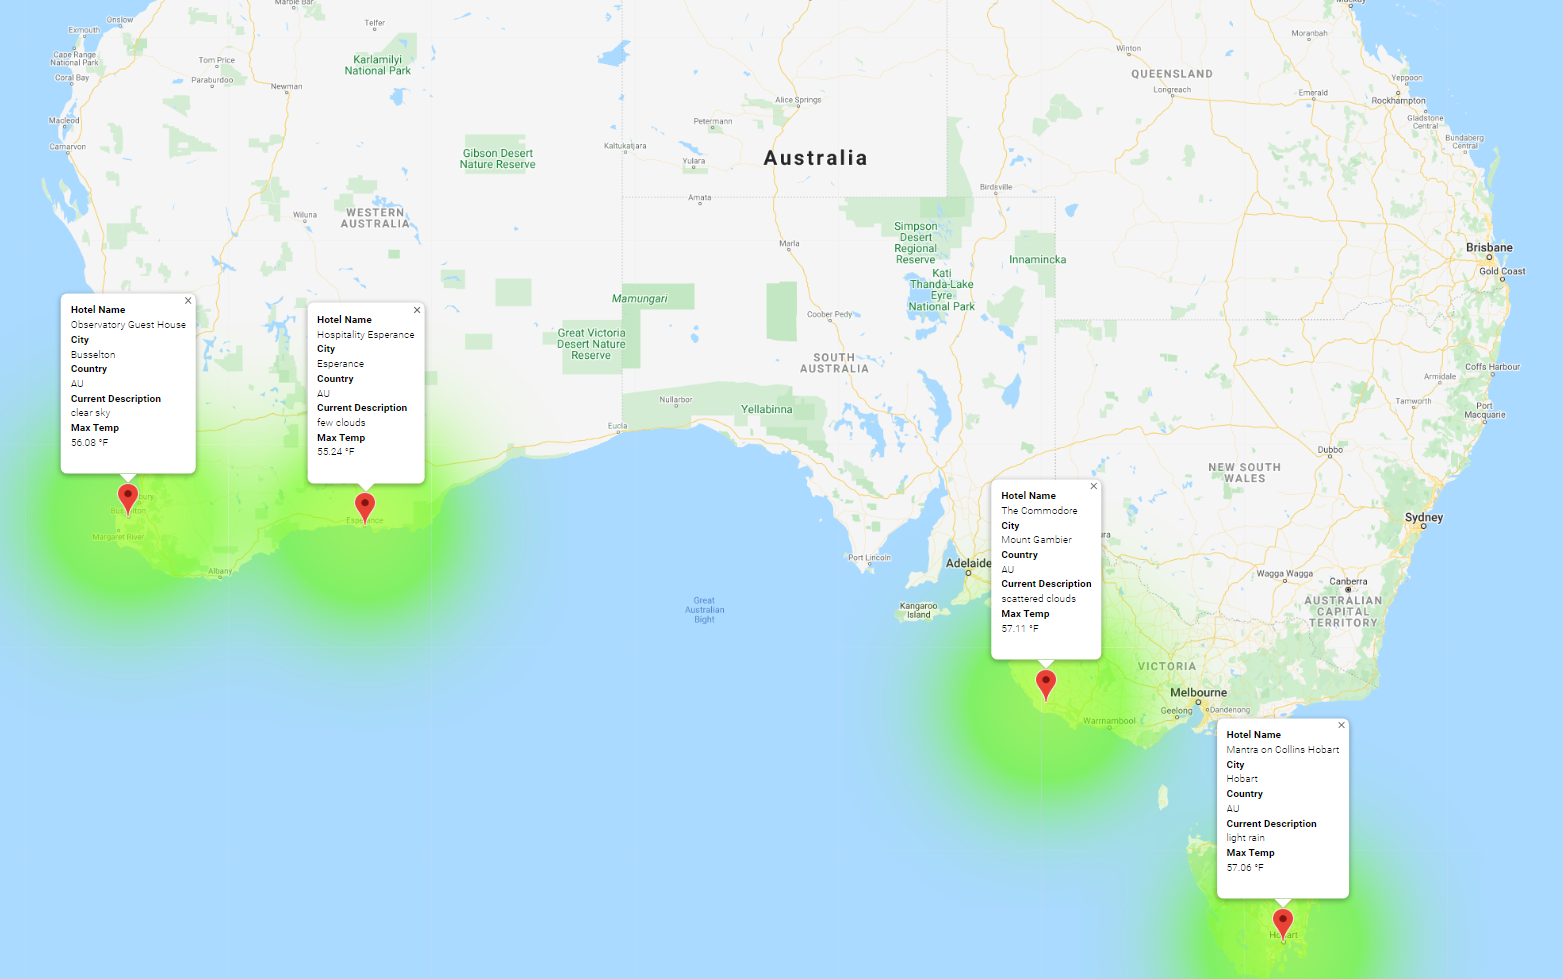 Marble Bar
Onslow
Exmouth
Telfer
Cape Range
National Park
Tom Price
Karlamilyi
National Park
Coral Bay
Paraburdoo
Newman
Macleod
Carnarvon
Gibson Desert
Nature Reserve
Wiluna
WESTERN
AUSTRALIA
Alice Springs
Petermann
Kaltukatjara
Yulara
Australia
Amata
Birdsville
Marla
Simpson
Desert
Regional
Reserve
Innamincka
Kati
Thanda-Lake
Eyre
National Park
Mamungari
Coober Pedy
Great Victoria
Desert Nature
Reserve
SOUTH
AUSTRALIA
Nullarbor
Yellabinna
Eucla
Mackay
Moranbah
Winton
QUEENSLAND
Longreach
Emerald
Yeppoon
Rockhampton
Gladstone
Central
Bundaberg
Central
Brisbane
Gold Coast
Coffs Harbour
Armidale
Tamworth
Port
Macquarie
Dubbo
NEW SOUTH
WALES
Sydney
Wagga Wagga
Canberra
AUSTRALIAN
CAPITAL
TERRITORY
Port Lincoln
Adelaide
Kangaroo
Island
Great
Australian
Bight
VICTORIA
Melbourne
Geelong
Dandenong
Warrnambool
Hotel Name
Observatory Guest House
City
Busselton
Country
AU
Current Description
clear sky
Max Temp
56.08 °F
Margaret River
Albany
Hotel Name
Hospitality Esperance
City
Esperance
Country
AU
Current Description
few clouds
Max Temp
55.24 °F
Esperance
Hotel Name
The Commodore
City
Mount Gambier
Country
AU
Current Description
scattered clouds
Max Temp
57.11 °F
Hotel Name
Mantra on Collins Hobart
City
Hobart
Country
AU
Current Description
light rain
Max Temp
57.06 °F